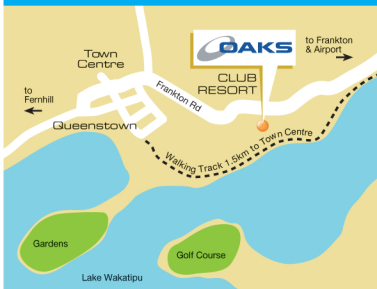 OAKS
CLUB
RESORT
to Frankton
& Airport
Town
Centre
Frankton Rd
to
Fernhill
Queenstown
Walking Track 1.5km to Town Centre
Gardens
Golf Course
Lake Wakatipu